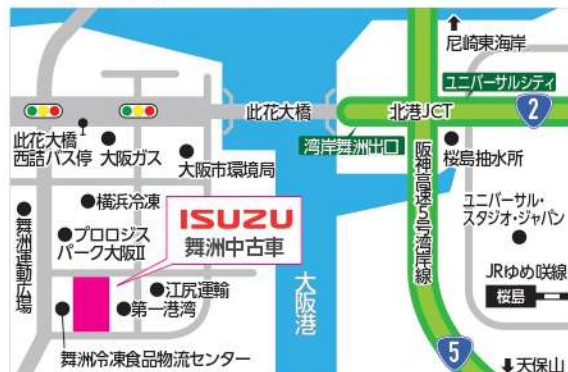 尼崎東海岸
ユニバーサルシティ
此花大橋
北港JCT
2
此花大橋
西詰バス停
大阪ガス
大阪市環境局
湾岸舞洲出口
桜島抽水所
阪神高速5号湾岸線
横浜冷凍
ISUZU
舞洲中古車
ユニバーサル・
スタジオ・ジャパン
舞洲運動広場
プロロジス
パーク大阪II
大阪港
JRゆめ咲線
桜島
江尻運輸
第一港湾
舞洲冷凍食品物流センター
5
天保山